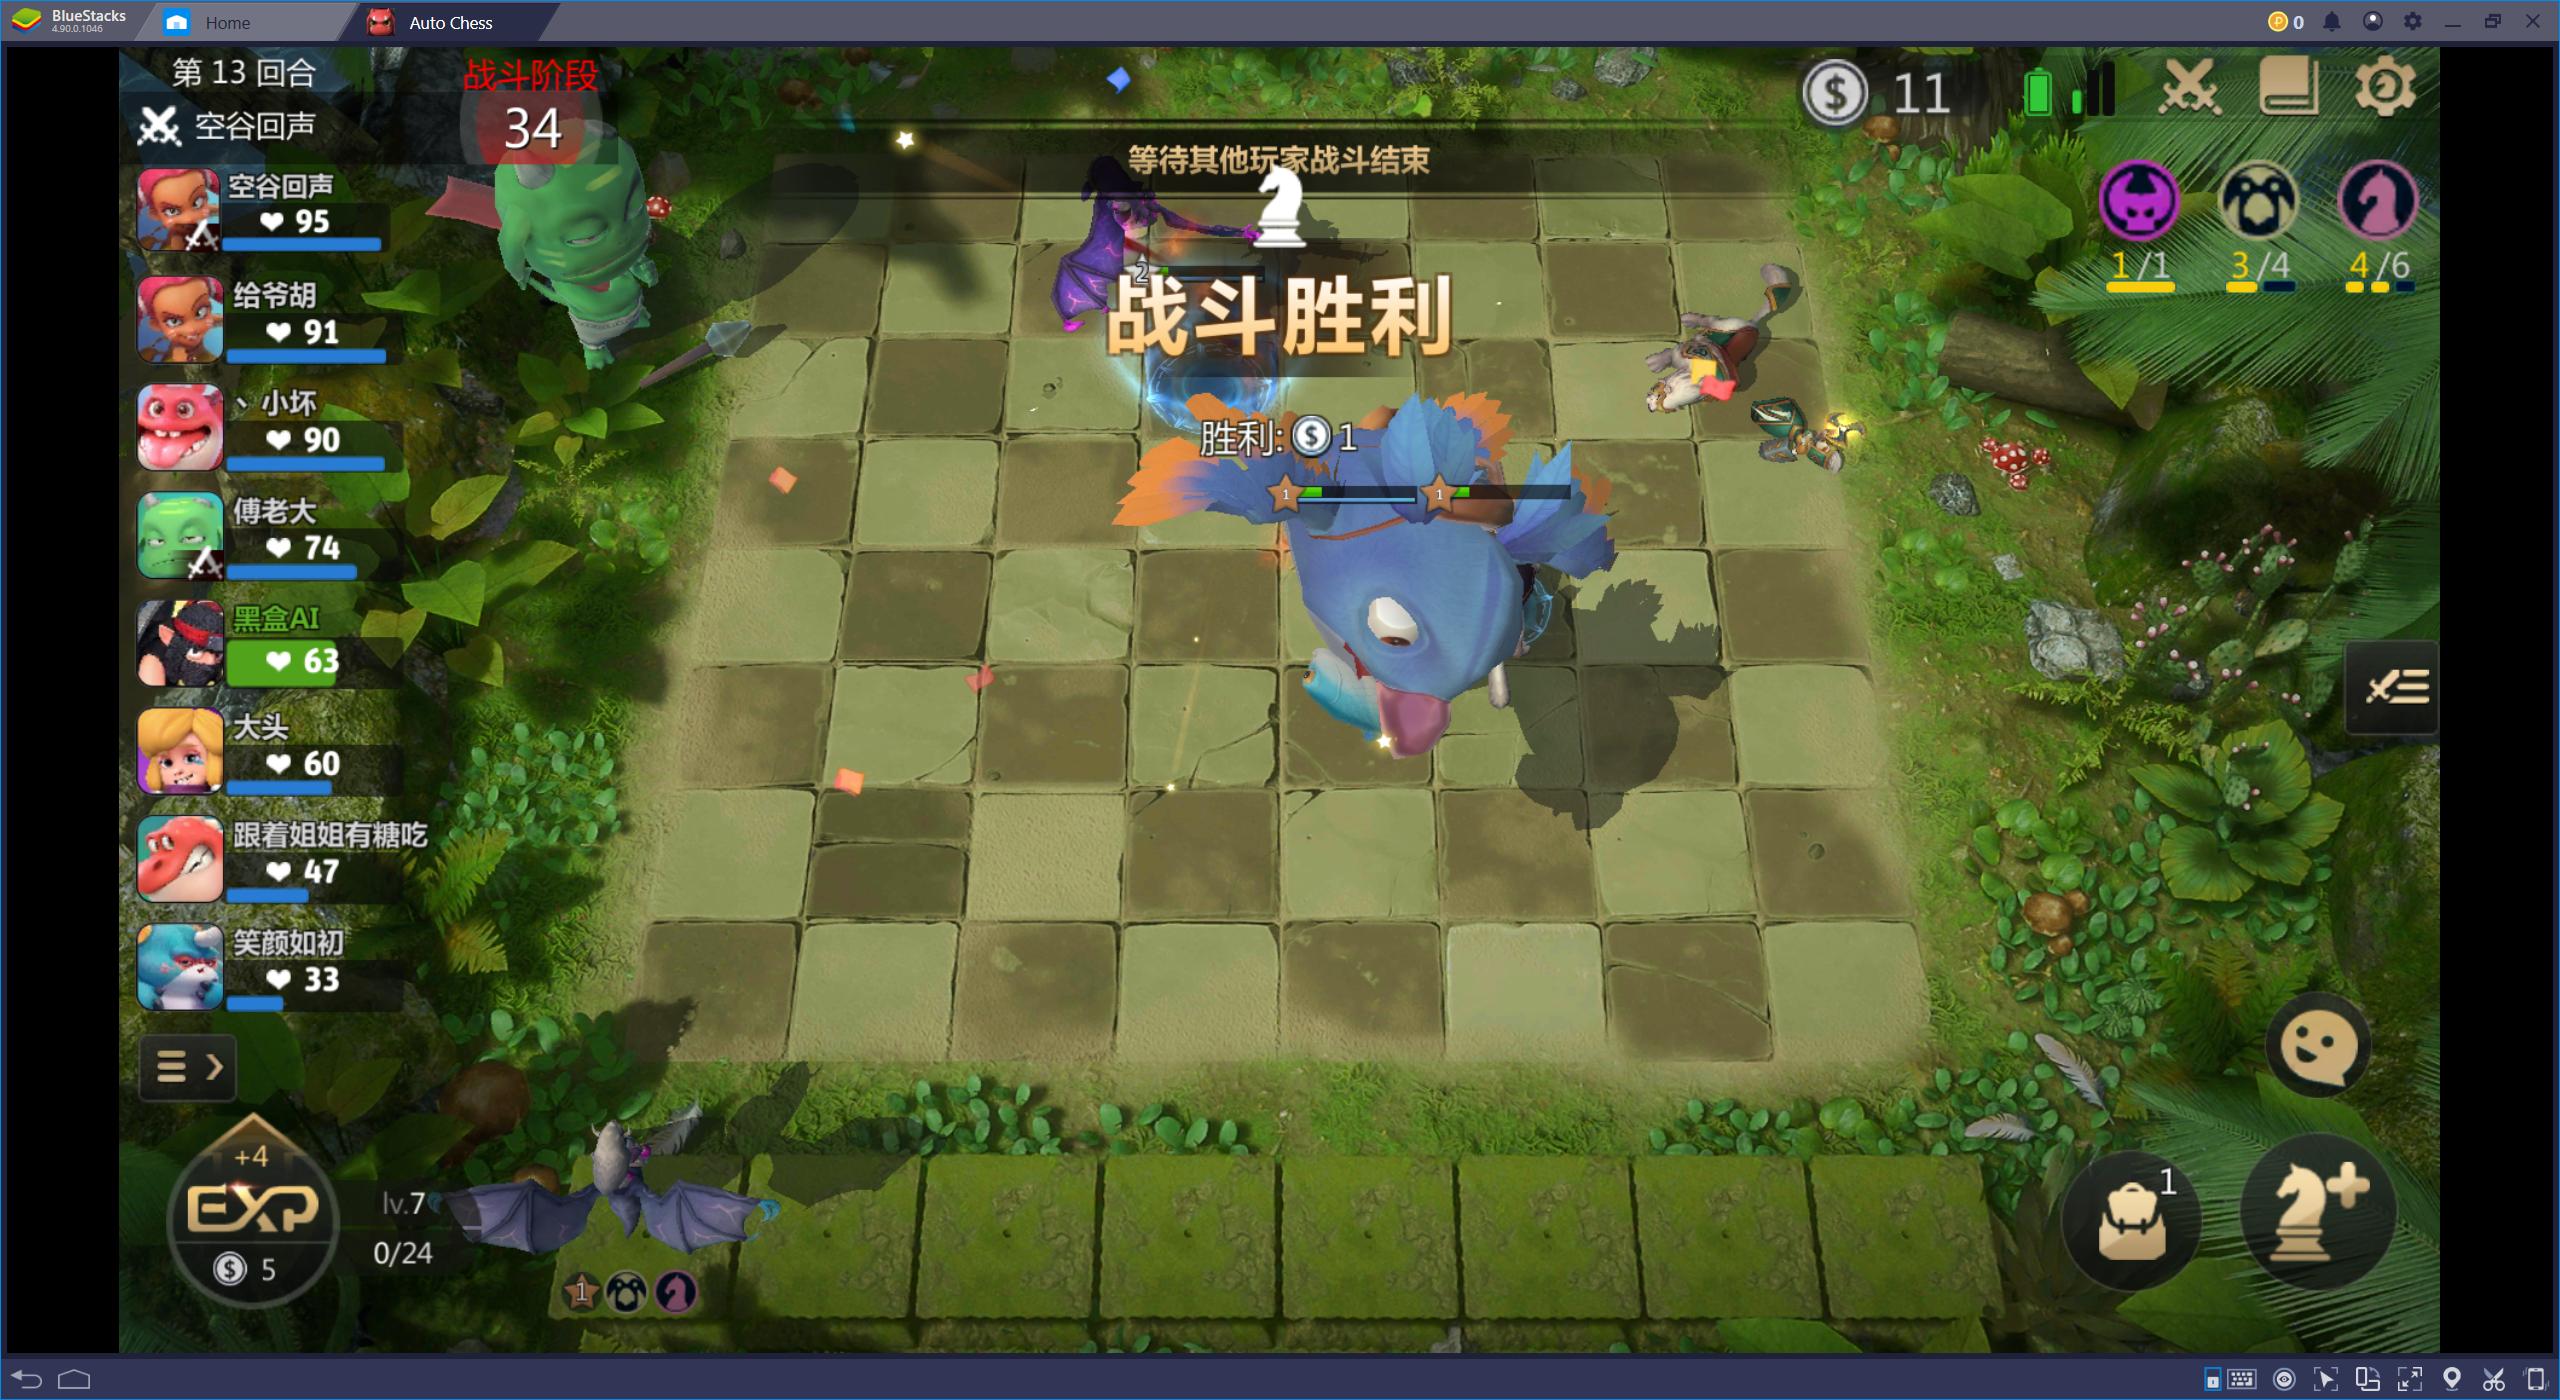 BlueStacks
4.90.0.1046
Home
Auto Chess
0
第 13 回合
战斗阶段
空谷回声
34
11
等待其他玩家战斗结束
空谷回声
95
1/1
3/4
4/6
给爷胡
91
2
战斗胜利
丶小坏
90
胜利: 1
1
1
傅老大
74
黑盒AI
63
大头
60
跟着姐姐有糖吃
47
笑颜如初
33
+4
EXP
5
lv.7
0/24
1
1